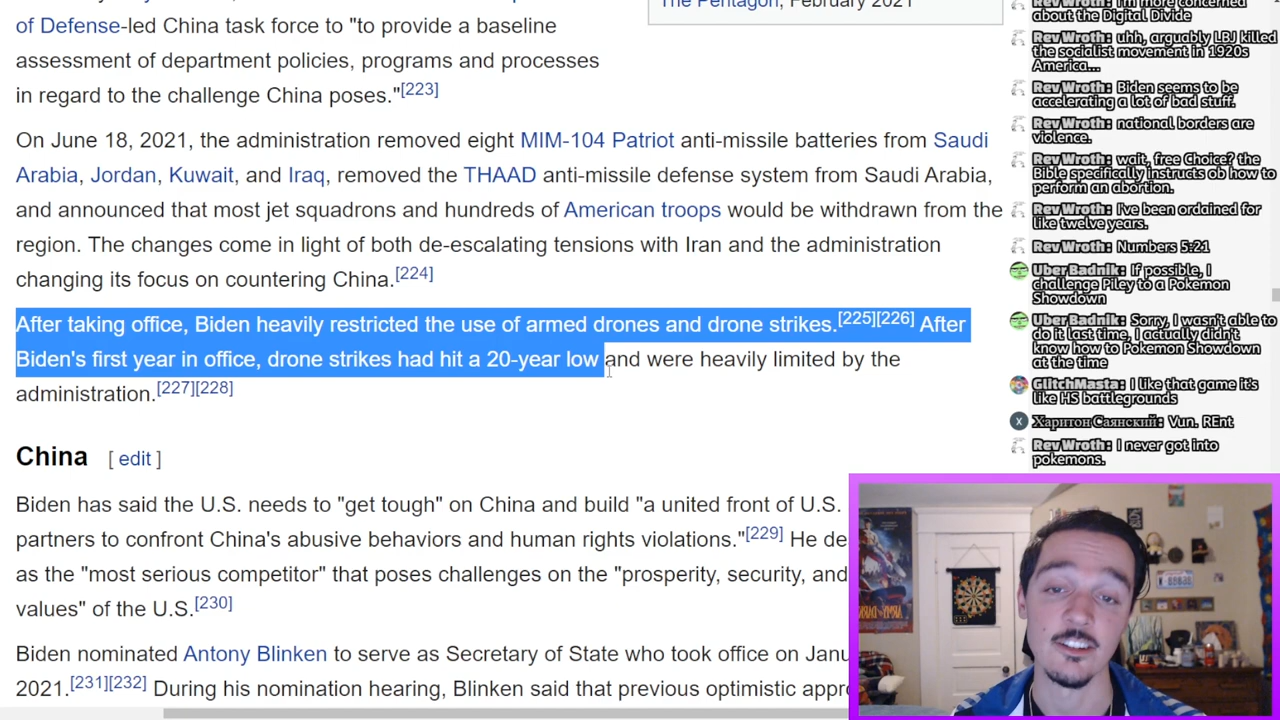 of Defense-led China task force to "to provide a baseline
assessment of department policies, programs and processes
in regard to the challenge China poses."[223]
The Pentagon, February 2021
On June 18, 2021, the administration removed eight MIM-104 Patriot anti-missile batteries from Saudi
Arabia, Jordan, Kuwait, and Iraq, removed the THAAD anti-missile defense system from Saudi Arabia,
and announced that most jet squadrons and hundreds of American troops would be withdrawn from the
region. The changes come in light of both de-escalating tensions with Iran and the administration
changing its focus on countering China.[224]
After taking office, Biden heavily restricted the use of armed drones and drone strikes.[225][226] After
Biden's first year in office, drone strikes had hit a 20-year low and were heavily limited by the
administration.[227][228]
China [ edit ]
Biden has said the U.S. needs to "get tough" on China and build "a united front of U.S.
partners to confront China's abusive behaviors and human rights violations."[229] He de
as the "most serious competitor" that poses challenges on the "prosperity, security, and
values" of the U.S.[230]
Biden nominated Antony Blinken to serve as Secretary of State who took office on Janu
2021.[231][232] During his nomination hearing, Blinken said that previous optimistic appro
RevWroth: I'm more concerned
about the Digital Divide
RevWroth: uhh, arguably LBJ killed
the socialist movement in 1920s
America...
RevWroth: Biden seems to be
accelerating a lot of bad stuff.
RevWroth: national borders are
violence.
RevWroth: wait, free Choice? the
Bible specifically instructs ob how to
perform an abortion.
RevWroth: I've been ordained for
like twelve years.
RevWroth: Numbers 5:21
UberBadnik: If possible, I
challenge Piley to a Pokemon
Showdown
UberBadnik: Sorry, I wasn't able to
do it last time, I actually didn't
know how to Pokemon Showdown
at the time
GlitchMasta: I like that game it's
like HS battlegrounds
X Харитон Саянский: Vun. REnt
RevWroth: I never got into
pokemons.